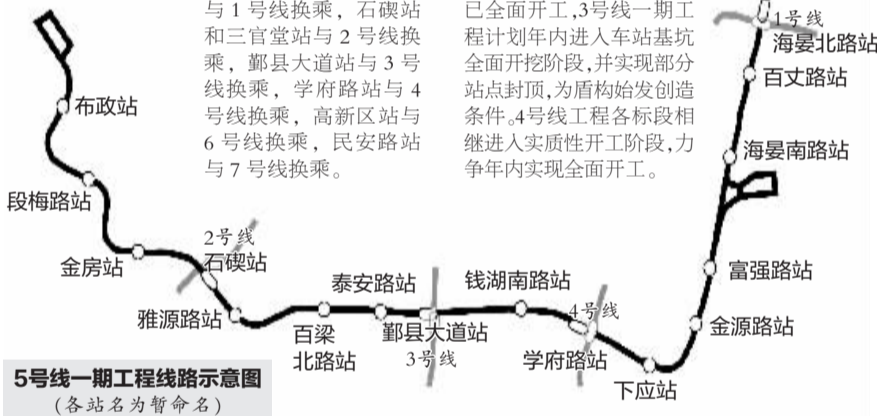 与1号线换乘，石碶站
和三官堂站与2号线换
乘，鄞县大道站与3号
线换乘，学府路站与4
号线换乘，高新区站与
6号线换乘，民安路站
与7号线换乘。
已全面开工,3号线一期工
程计划年内进入车站基坑
全面开挖阶段,并实现部分
站点封顶,为盾构始发创造
条件。4号线工程各标段相
继进入实质性开工阶段,力
争年内实现全面开工。
1号线
海晏北路站
百丈路站
海晏南路站
富强路站
金源路站
布政站
段梅路站
金房站
2号线
石碶站
雅源路站
百梁
北路站
泰安路站
鄞县大道站
3号线
钱湖南路站
4号线
学府路站
下应站
5号线一期工程线路示意图
(各站名为暂命名)